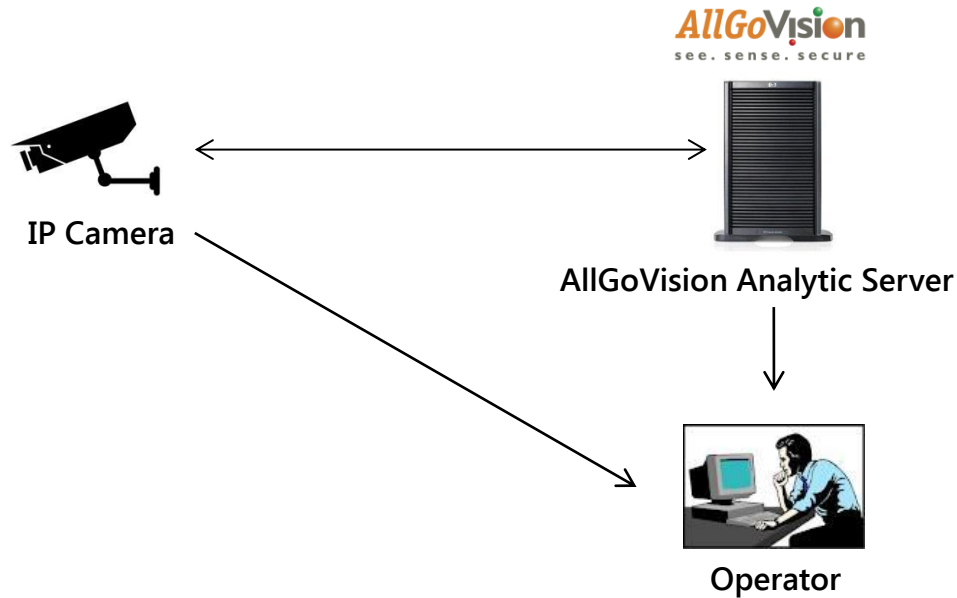 AllGoVision
see. sense. secure
IP Camera
AllGoVision Analytic Server
Operator